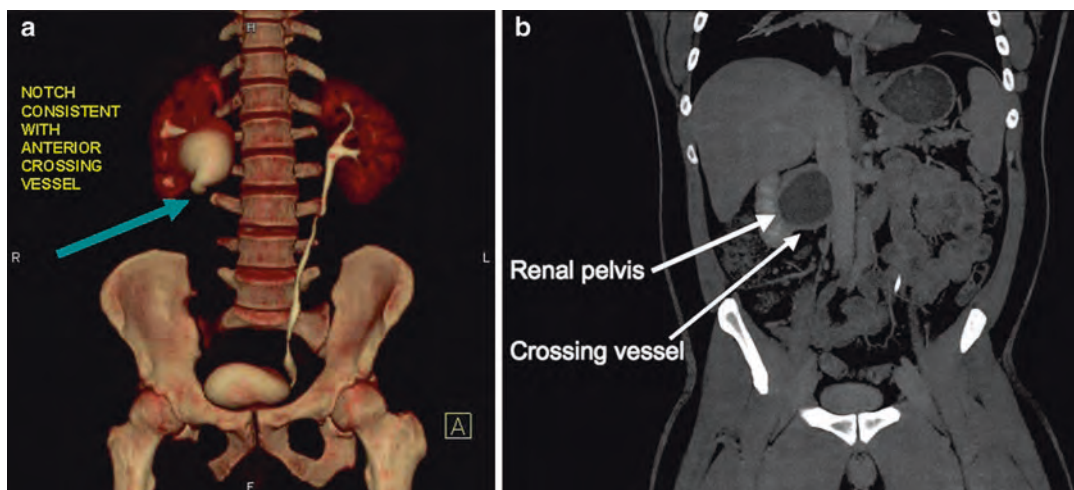 a
H
NOTCH
CONSISTENT
WITH
ANTERIOR
CROSSING
VESSEL
R
L
A
F
b
Renal pelvis
Crossing vessel